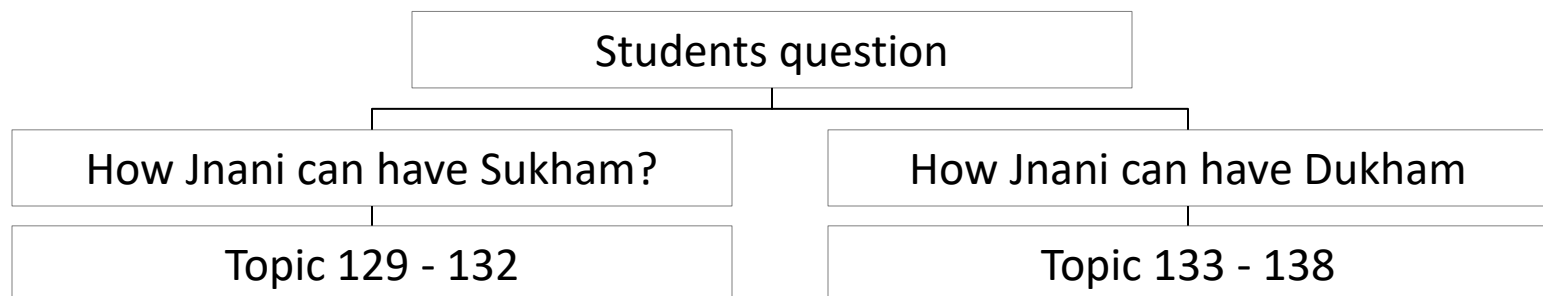 Students question
How Jnani can have Sukham?
How Jnani can have Dukham
Topic 129 - 132
Topic 133 - 138